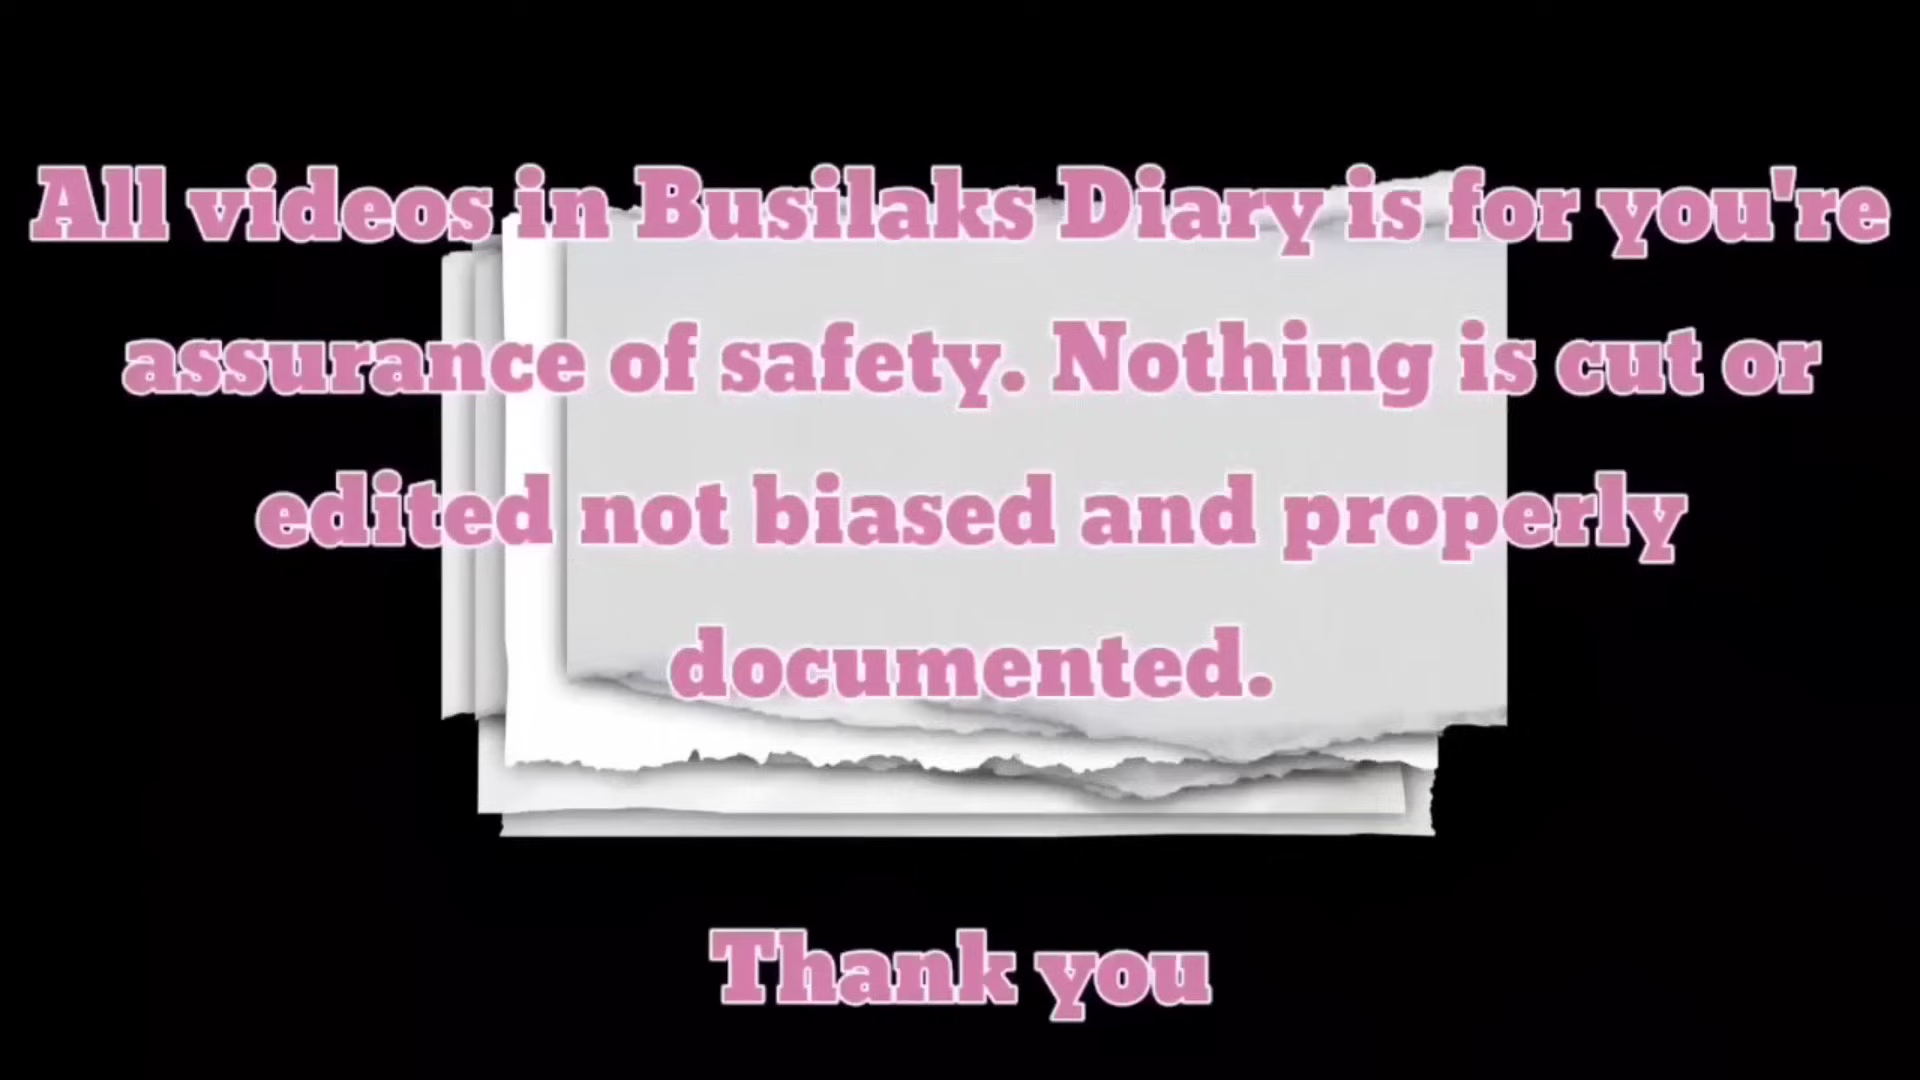 All videos in Busilaks Diary is for you're
assurance of safety. Nothing is cut or
edited not biased and properly
documented.
Thank you